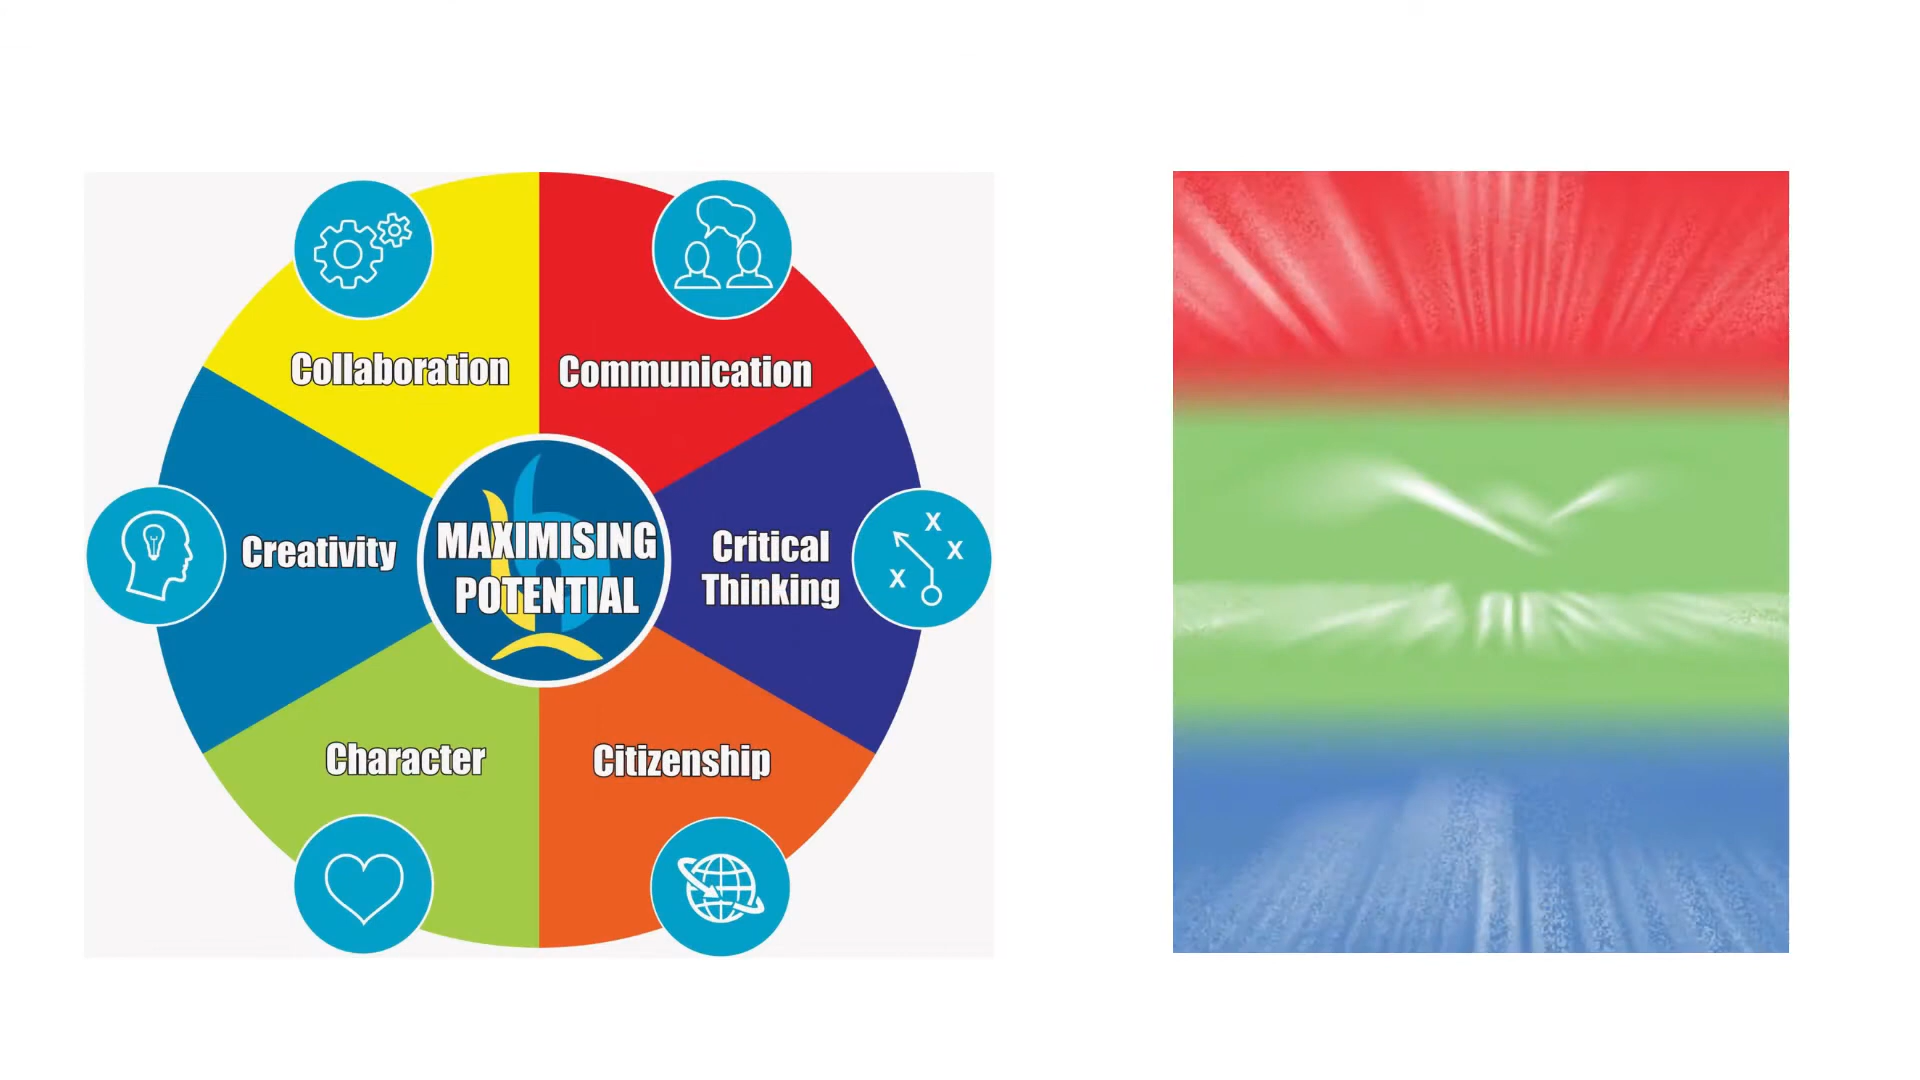 Collaboration
Communication
Creativity
MAXIMISING
POTENTIAL
Critical
Thinking
Character
Citizenship
X
X
X